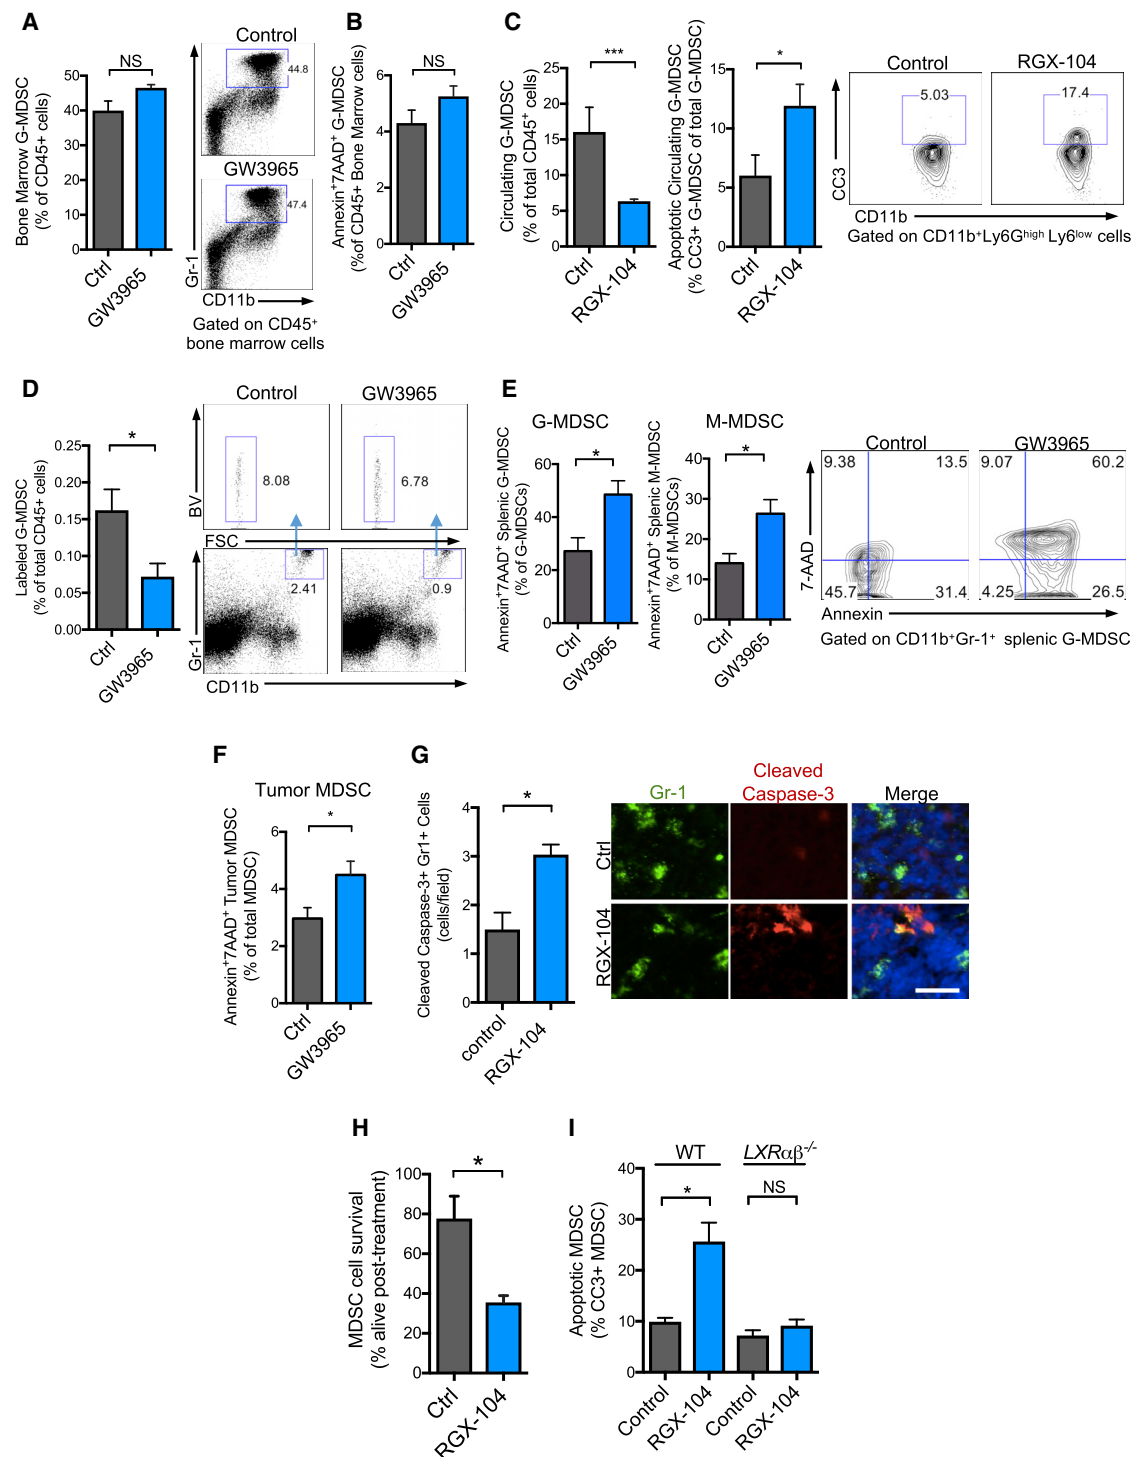 A
Bone Marrow G-MDSC
(% of CD45+ cells)
NS
50
40
30
20
10
0
Ctrl
GW3965
Control
44.8
GW3965
47.4
Gr-1
CD11b
Gated on CD45⁺
bone marrow cells
B
Annexin⁺7AAD⁺ G-MDSC
(%of CD45+ Bone Marrow cells)
NS
6
4
2
0
Ctrl
GW3965
C
Circulating G-MDSC
(% of total CD45⁺ cells)
***
25
20
15
10
5
0
Ctrl
RGX-104
Apoptotic Circulating G-MDSC
(% CC3+ G-MDSC of total G-MDSC)
*
15
10
5
0
Ctrl
RGX-104
Control
RGX-104
5.03
17.4
CC3
CD11b
Gated on CD11b⁺Ly6Gʰⁱᵍʰ Ly6ˡᵒʷ cells
D
Labeled G-MDSC
(% of total CD45+ cells)
*
0.25
0.20
0.15
0.10
0.05
0.00
Ctrl
GW3965
Control
GW3965
BV
8.08
6.78
FSC
Gr-1
2.41
0.9
CD11b
E
G-MDSC
Annexin⁺7AAD⁺ Splenic G-MDSC
(% of G-MDSCs)
*
60
40
20
0
Ctrl
GW3965
M-MDSC
Annexin⁺7AAD⁺ Splenic M-MDSC
(% of M-MDSCs)
*
40
30
20
10
0
Ctrl
GW3965
Control
GW3965
9.38
13.5
9.07
60.2
7-AAD
45.7
31.4
4.25
26.5
Annexin
Gated on CD11b⁺Gr-1⁺ splenic G-MDSC
F
Tumor MDSC
Annexin⁺7AAD⁺ Tumor MDSC
(% of total MDSC)
*
6
4
2
0
Ctrl
GW3965
G
Cleaved Caspase-3+ Gr1+ Cells
(cells/field)
*
4
3
2
1
0
control
RGX-104
Gr-1
Cleaved
Caspase-3
Merge
Ctrl
RGX-104
H
MDSC cell survival
(% alive post-treatment)
*
100
80
60
40
20
0
Ctrl
RGX-104
I
Apoptotic MDSC
(% CC3+ MDSC)
WT
LXRαβ⁻/⁻
*
NS
40
30
20
10
0
Control
RGX-104
Control
RGX-104